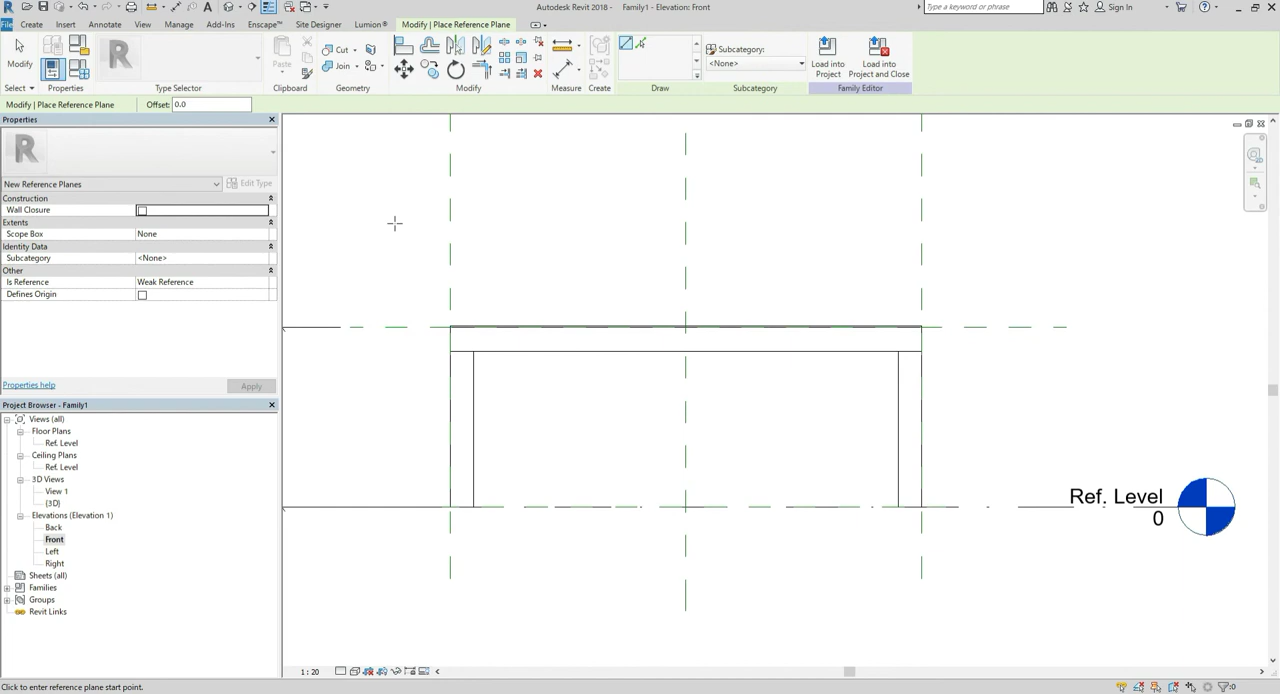 Autodesk Revit 2018 - Family1 - Elevation: Front
Type a keyword or phrase
Sign In
File
Create
Insert
Annotate
View
Manage
Add-Ins
Enscape™
Site Designer
Lumion®
Modify | Place Reference Plane
Modify
Select
Properties
Type Selector
Paste
Clipboard
Cut
Join
Geometry
Modify
Measure
Create
Draw
Subcategory:
<None>
Subcategory
Load into
Project
Load into
Project and Close
Family Editor
Modify | Place Reference Plane
Offset:
0.0
Properties
New Reference Planes
Edit Type
Construction
Wall Closure
Extents
Scope Box
None
Identity Data
Subcategory
<None>
Other
Is Reference
Weak Reference
Defines Origin
Properties help
Apply
Project Browser - Family1
Views (all)
Floor Plans
Ref. Level
Ceiling Plans
Ref. Level
3D Views
View 1
{3D}
Elevations (Elevation 1)
Back
Front
Left
Right
Sheets (all)
Families
Groups
Revit Links
Ref. Level
0
1 : 20
Click to enter reference plane start point.
:0